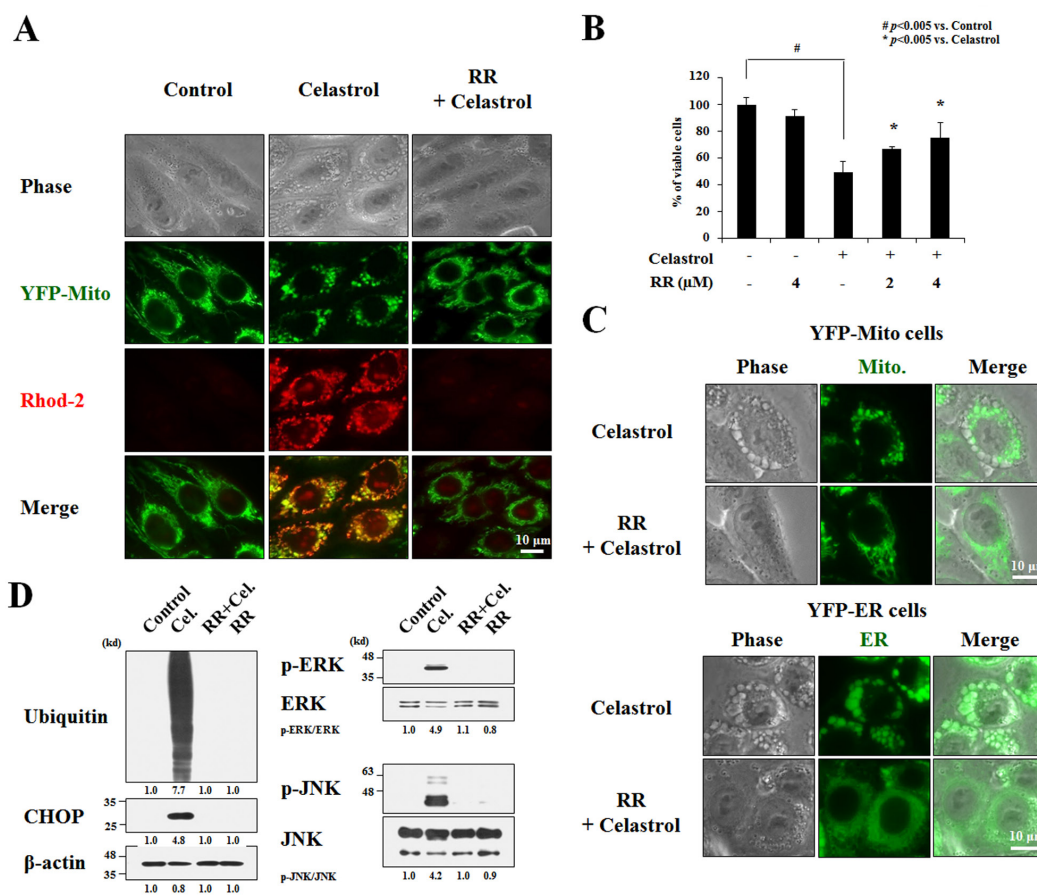 A
Control
Celastrol
RR
+ Celastrol
Phase
YFP-Mito
Rhod-2
Merge
10 μm
B
# p<0.005 vs. Control
* p<0.005 vs. Celastrol
#
*
*
% of viable cells
120
100
80
60
40
20
0
Celastrol - - + + +
RR (μM) - 4 - 2 4
C
YFP-Mito cells
Phase Mito. Merge
Celastrol
RR
+ Celastrol
10 μm
YFP-ER cells
Phase ER Merge
Celastrol
RR
+ Celastrol
10 μm
D
Control
Cel.
RR+Cel.
RR
(kd)
Ubiquitin
1.0 7.7 1.0 1.0
35
CHOP
25
1.0 4.8 1.0 1.0
48
β-actin
35
1.0 0.8 1.0 1.0
Control
Cel.
RR+Cel.
RR
(kd)
48
p-ERK
35
ERK
p-ERK/ERK 1.0 4.9 1.1 0.8
63
p-JNK
48
JNK
p-JNK/JNK 1.0 4.2 1.0 0.9